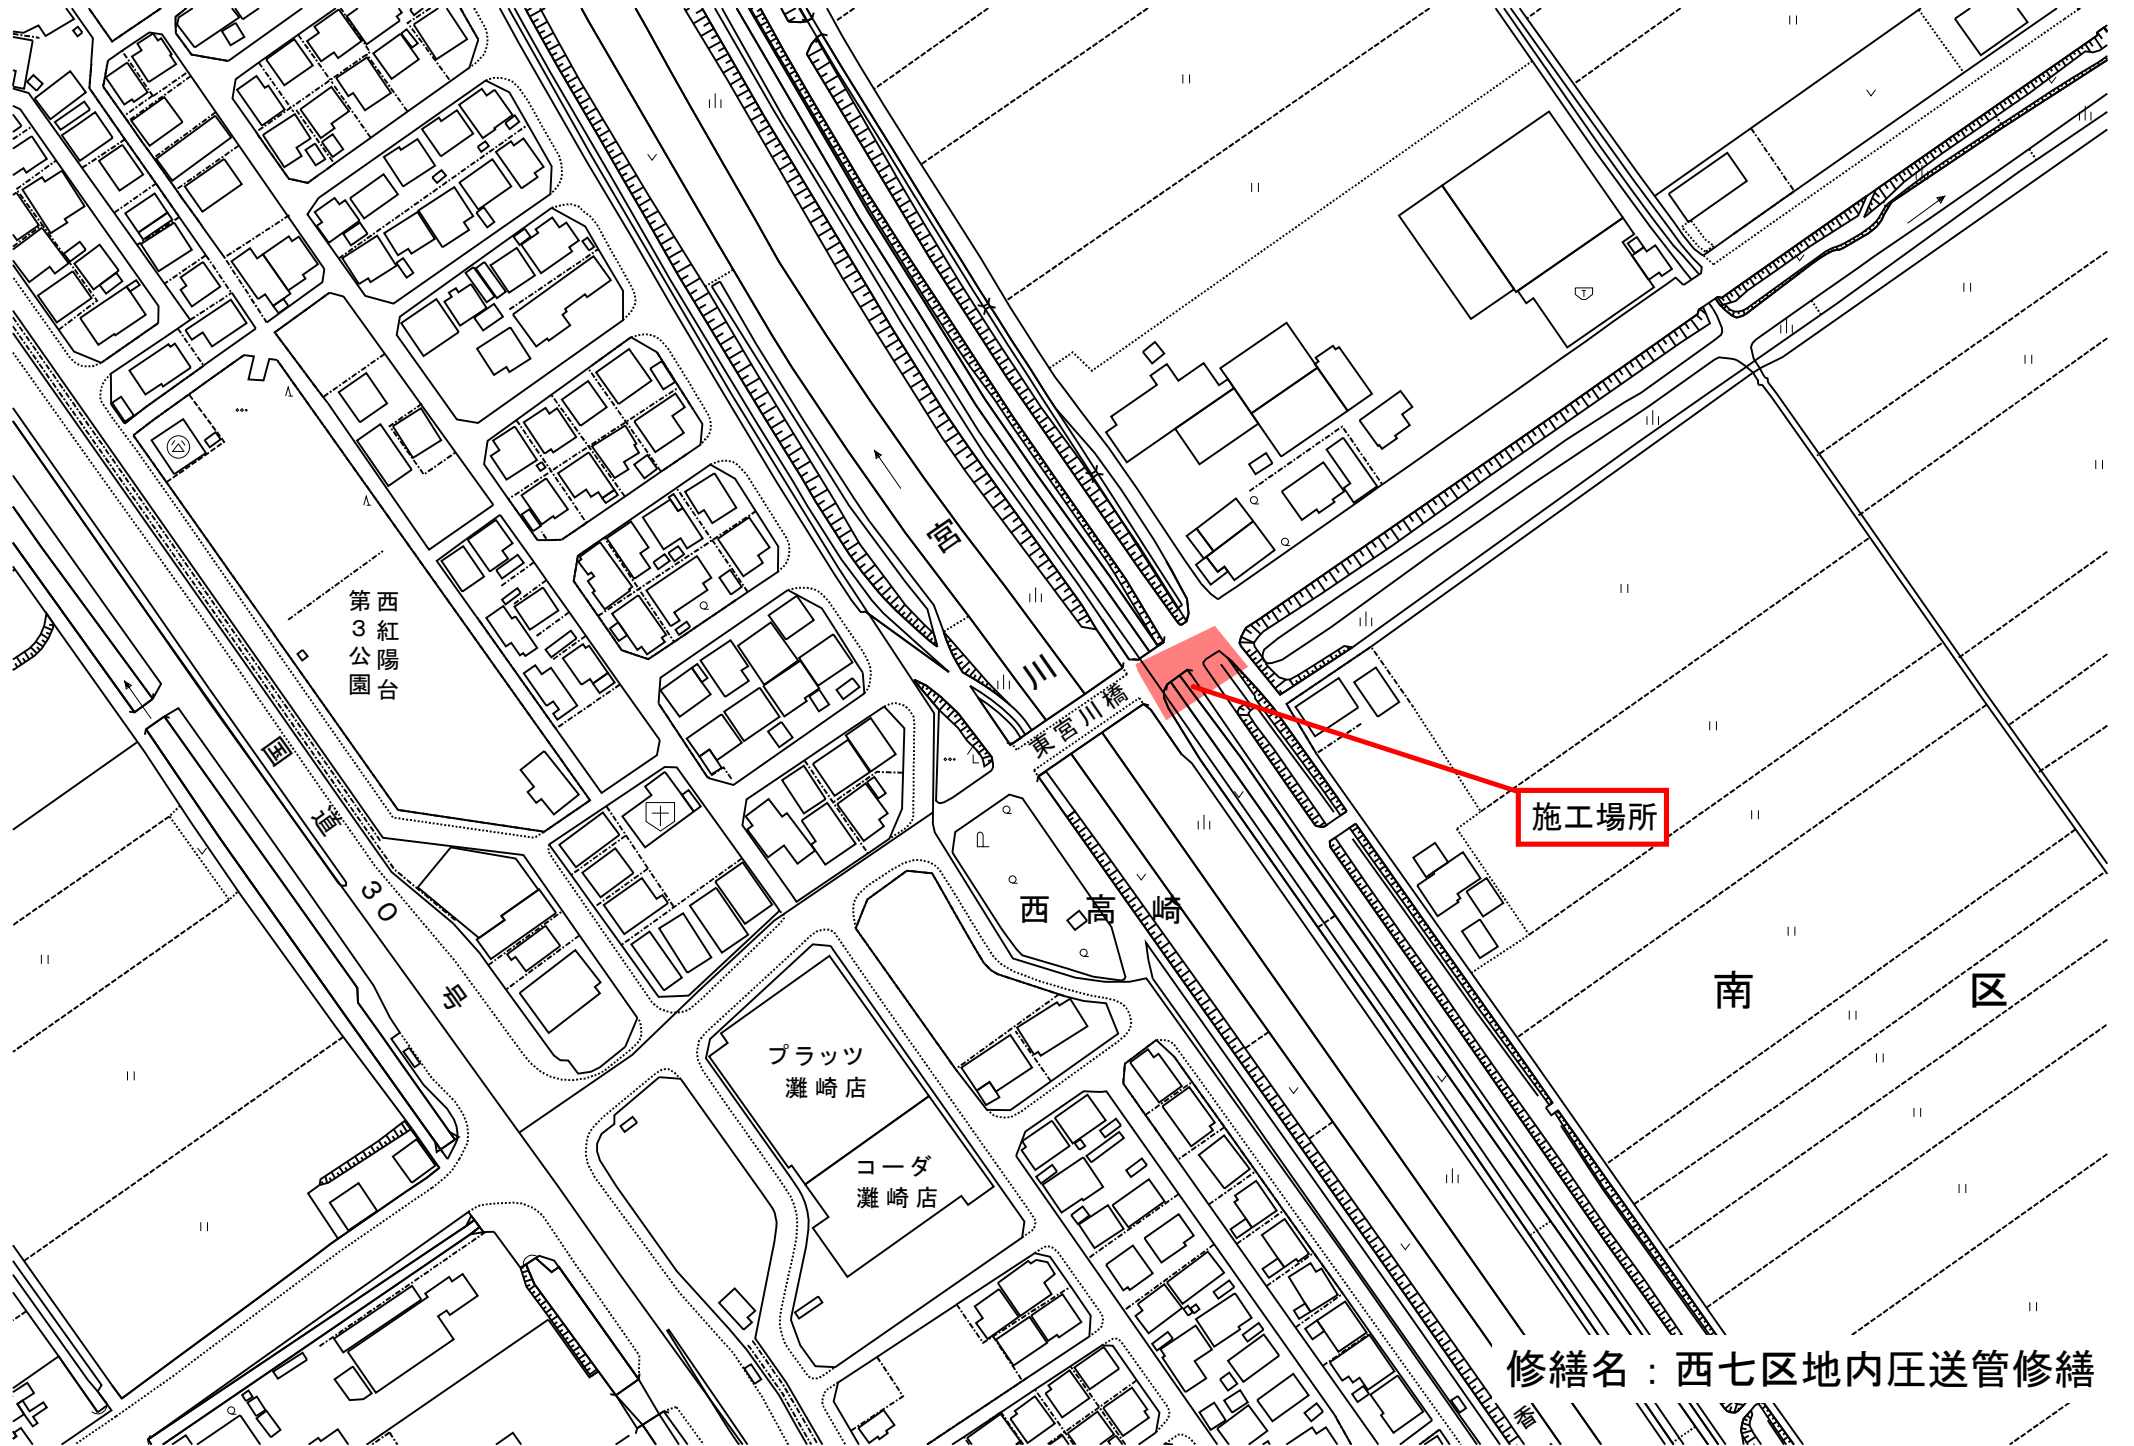 宮川
西紅陽台
第3公園
東宮川橋
国道30号
施工場所
西高崎
南区
プラッツ
灘崎店
コーダ
灘崎店
修繕名：西七区地内圧送管修繕
香